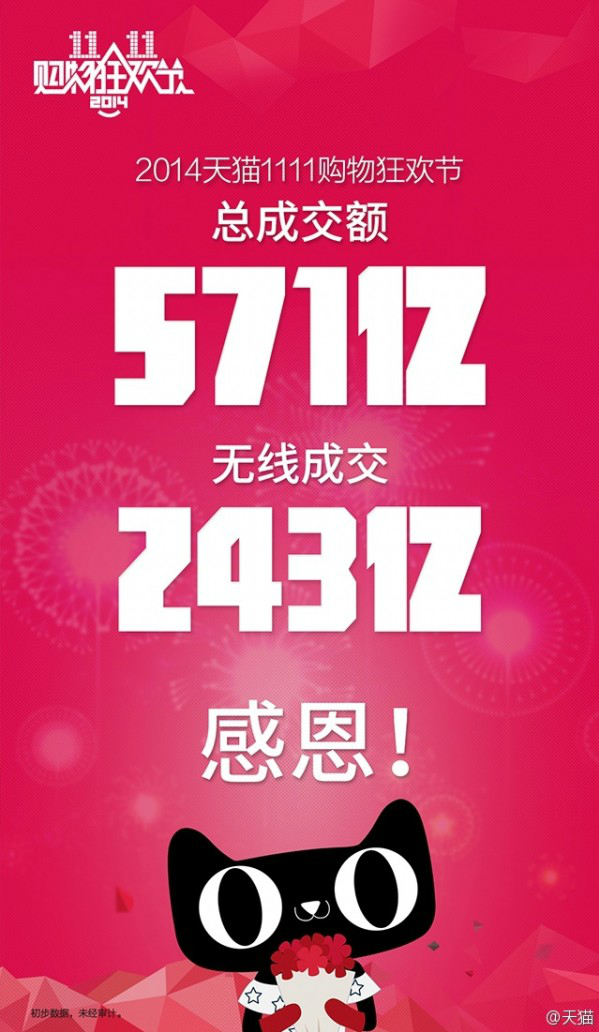 11 11
购物狂欢节
2014
2014天猫1111购物狂欢节
总成交额
571亿
无线成交
243亿
感恩！
初步数据，未经审计。
@天猫